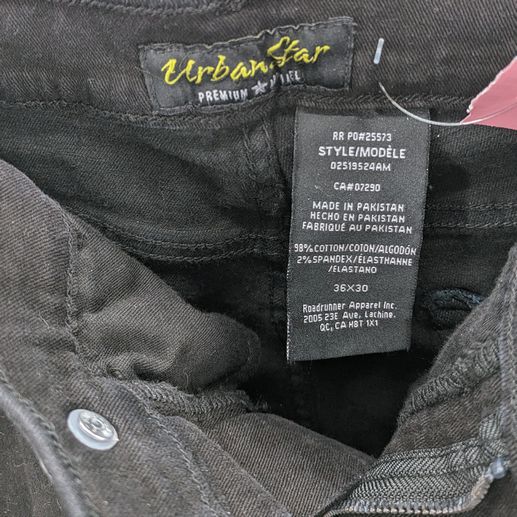 UrbanStar
PREMIUM
RR PO#25573
STYLE/MODÈLE
02519524AM
CA#07290
MADE IN PAKISTAN
HECHO EN PAKISTAN
FABRIQUÉ AU PAKISTAN
98%COTTON/COTON/ALGODÓN
2%SPANDEX/ÉLASTHANNE
/ELASTANO
36X30
Roadrunner Apparel Inc.
2005 23E Ave, Lachine.
QC, CA H8T 1X1